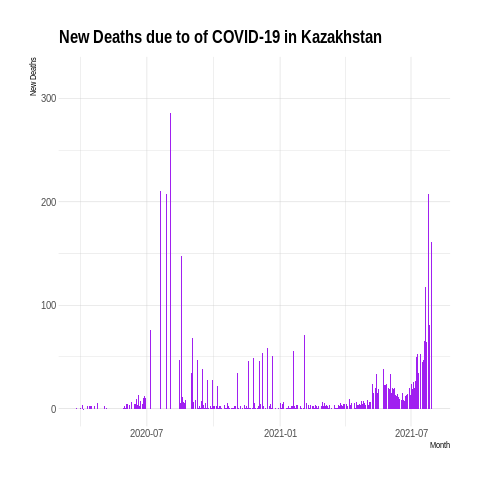 New Deaths due to of COVID-19 in Kazakhstan
New Deaths
300
200
100
0
2020-07
2021-01
2021-07
Month